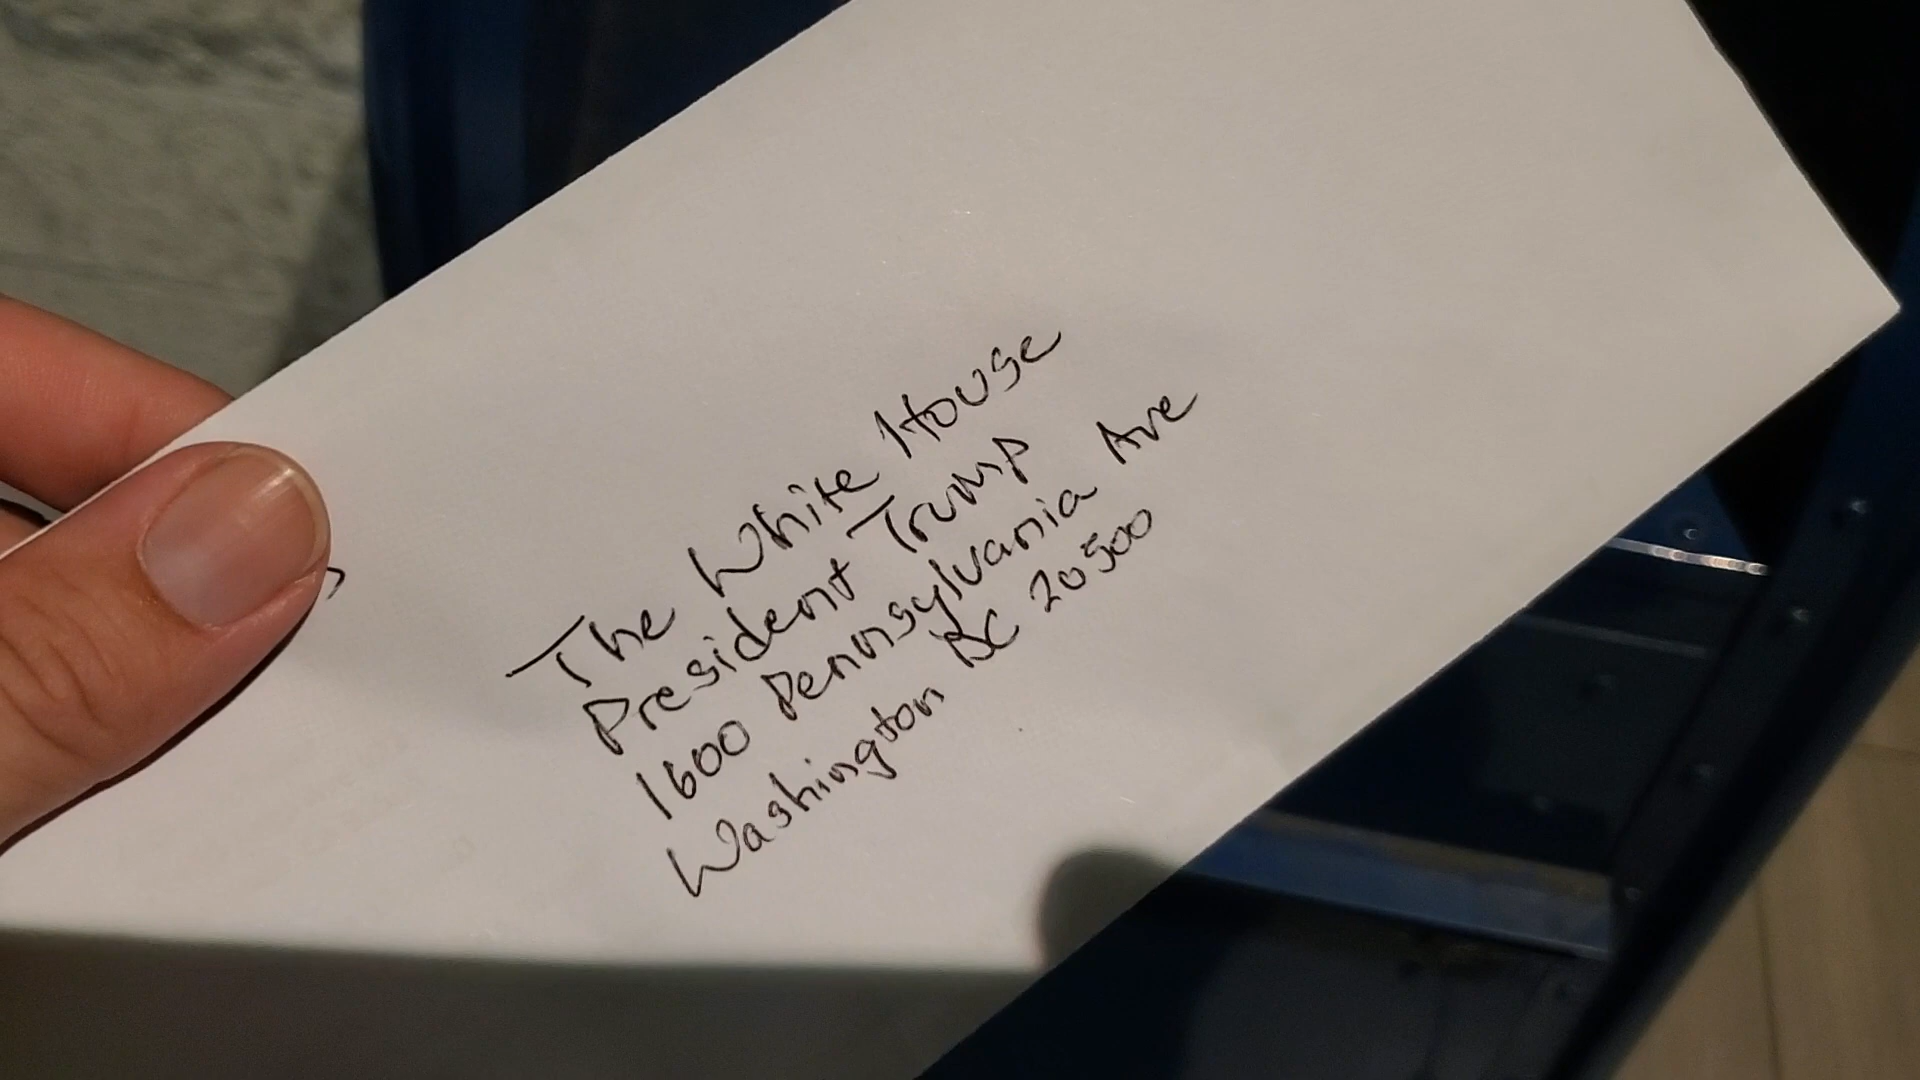 The White House
President Trump
1600 Pennsylvania Ave
Washington DC 20500